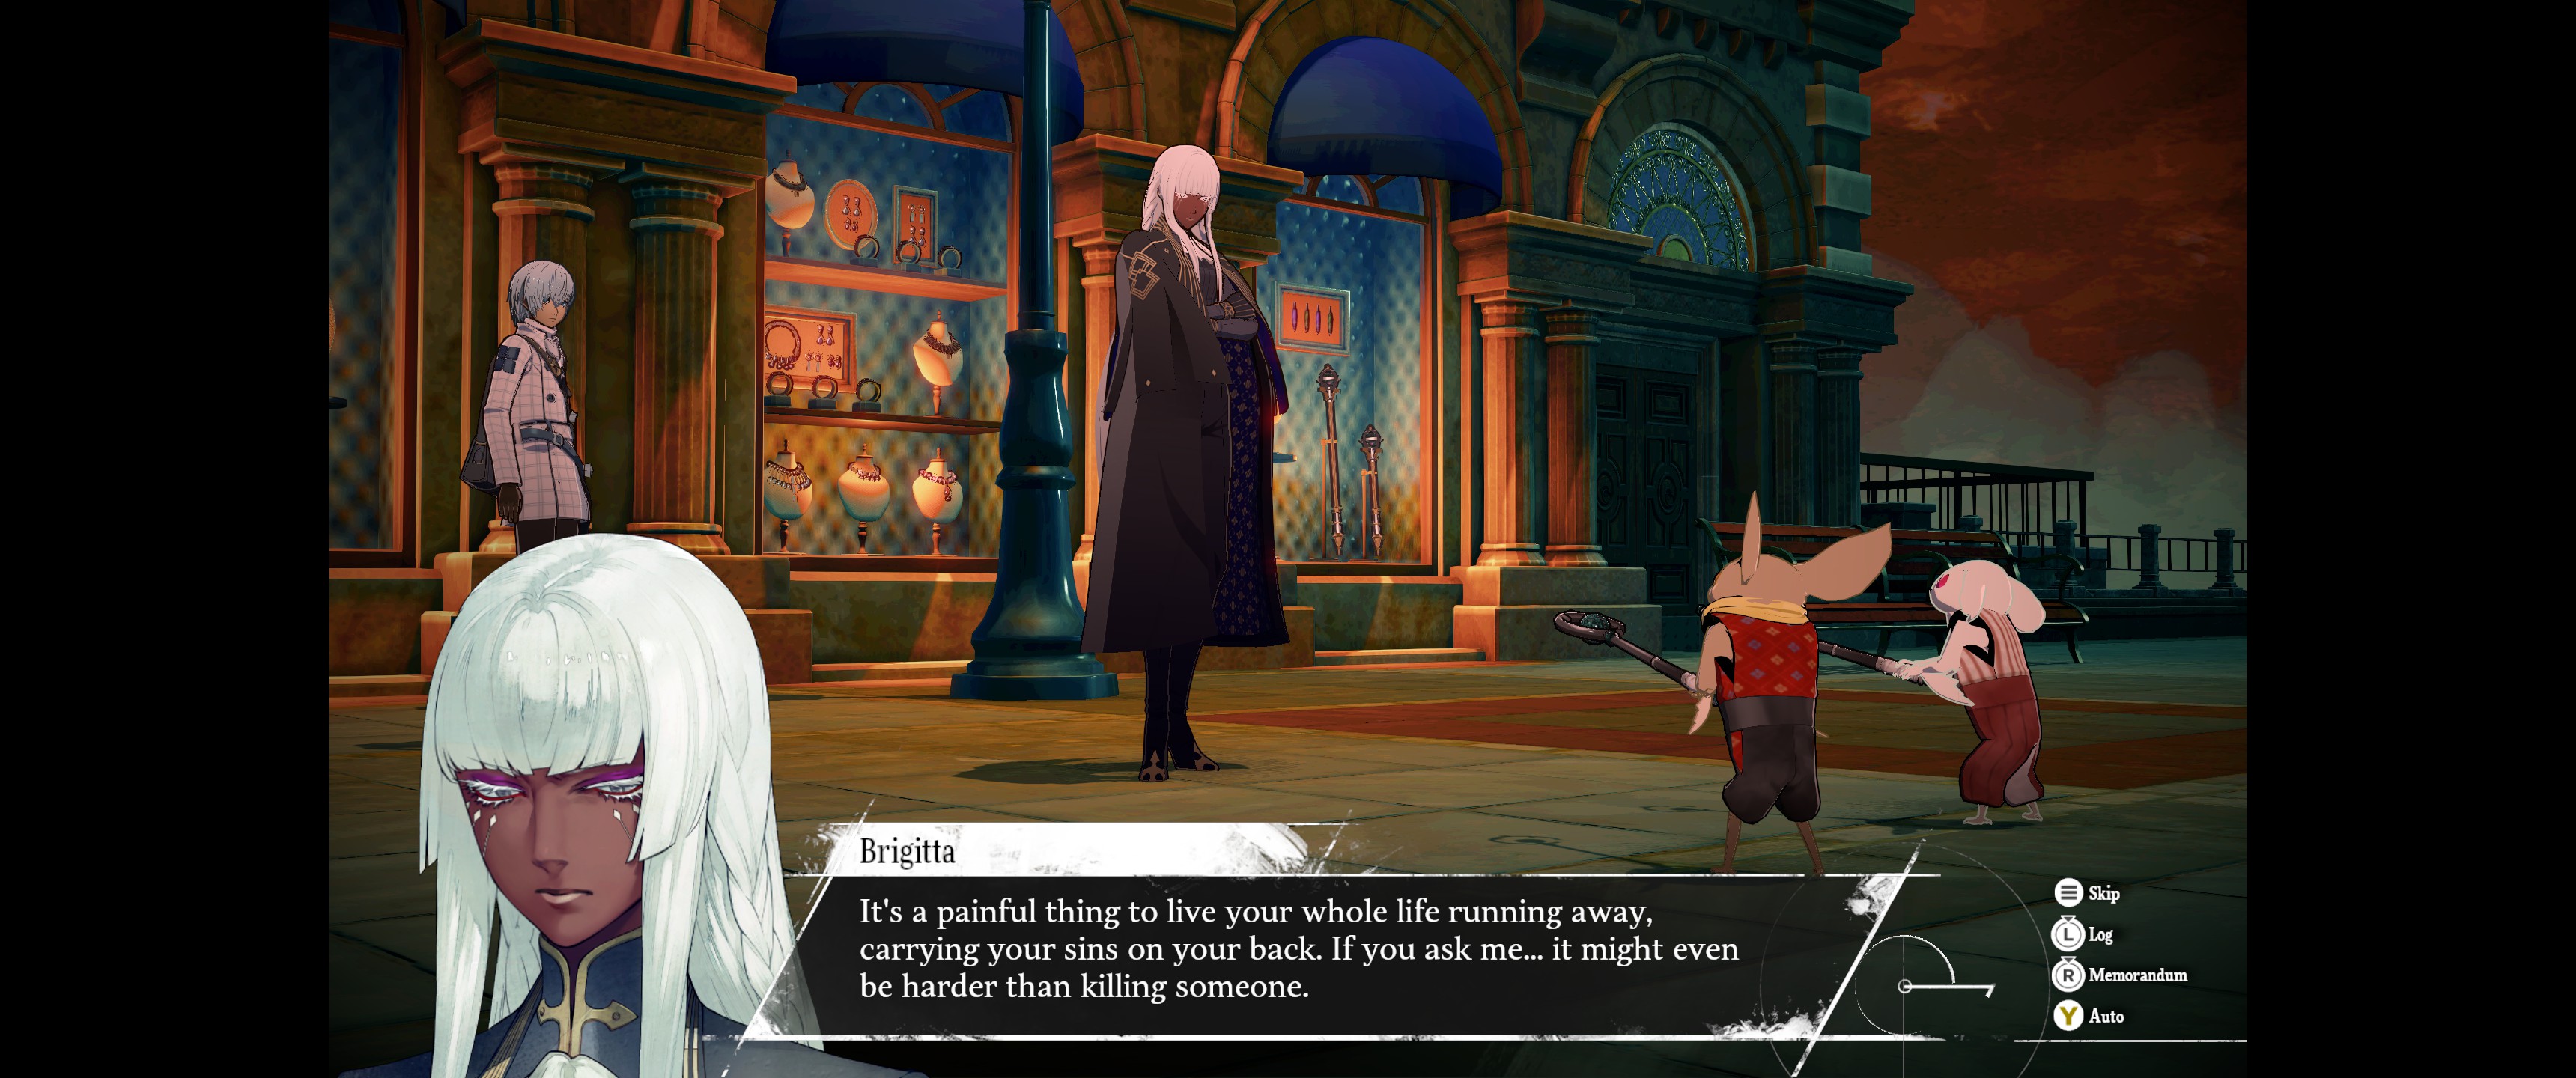 Brigitta
It's a painful thing to live your whole life running away,
carrying your sins on your back. If you ask me... it might even
be harder than killing someone.
Skip
L Log
R Memorandum
Y Auto